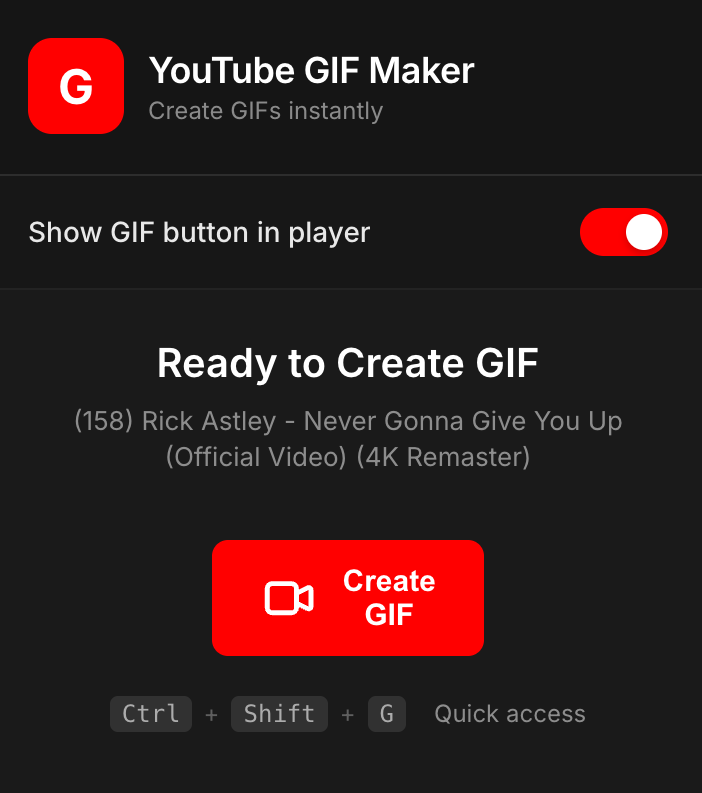 G
YouTube GIF Maker
Create GIFs instantly
Show GIF button in player
Ready to Create GIF
(158) Rick Astley - Never Gonna Give You Up
(Official Video) (4K Remaster)
Create
GIF
Ctrl + Shift + G Quick access